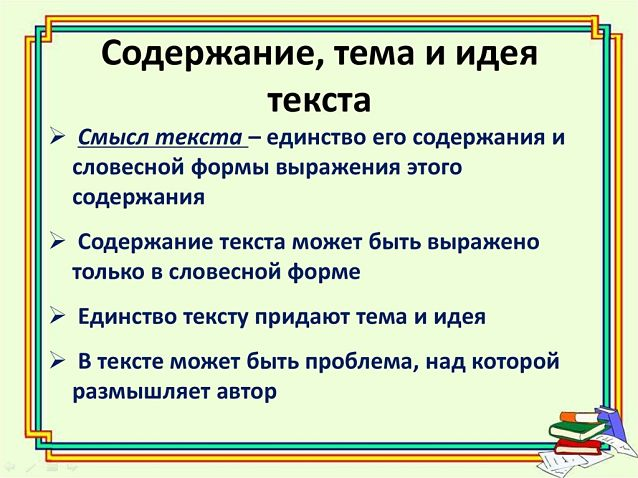 Содержание, тема и идея
текста
➢ Смысл текста – единство его содержания и
словесной формы выражения этого
содержания
➢ Содержание текста может быть выражено
только в словесной форме
➢ Единство тексту придают тема и идея
➢ В тексте может быть проблема, над которой
размышляет автор